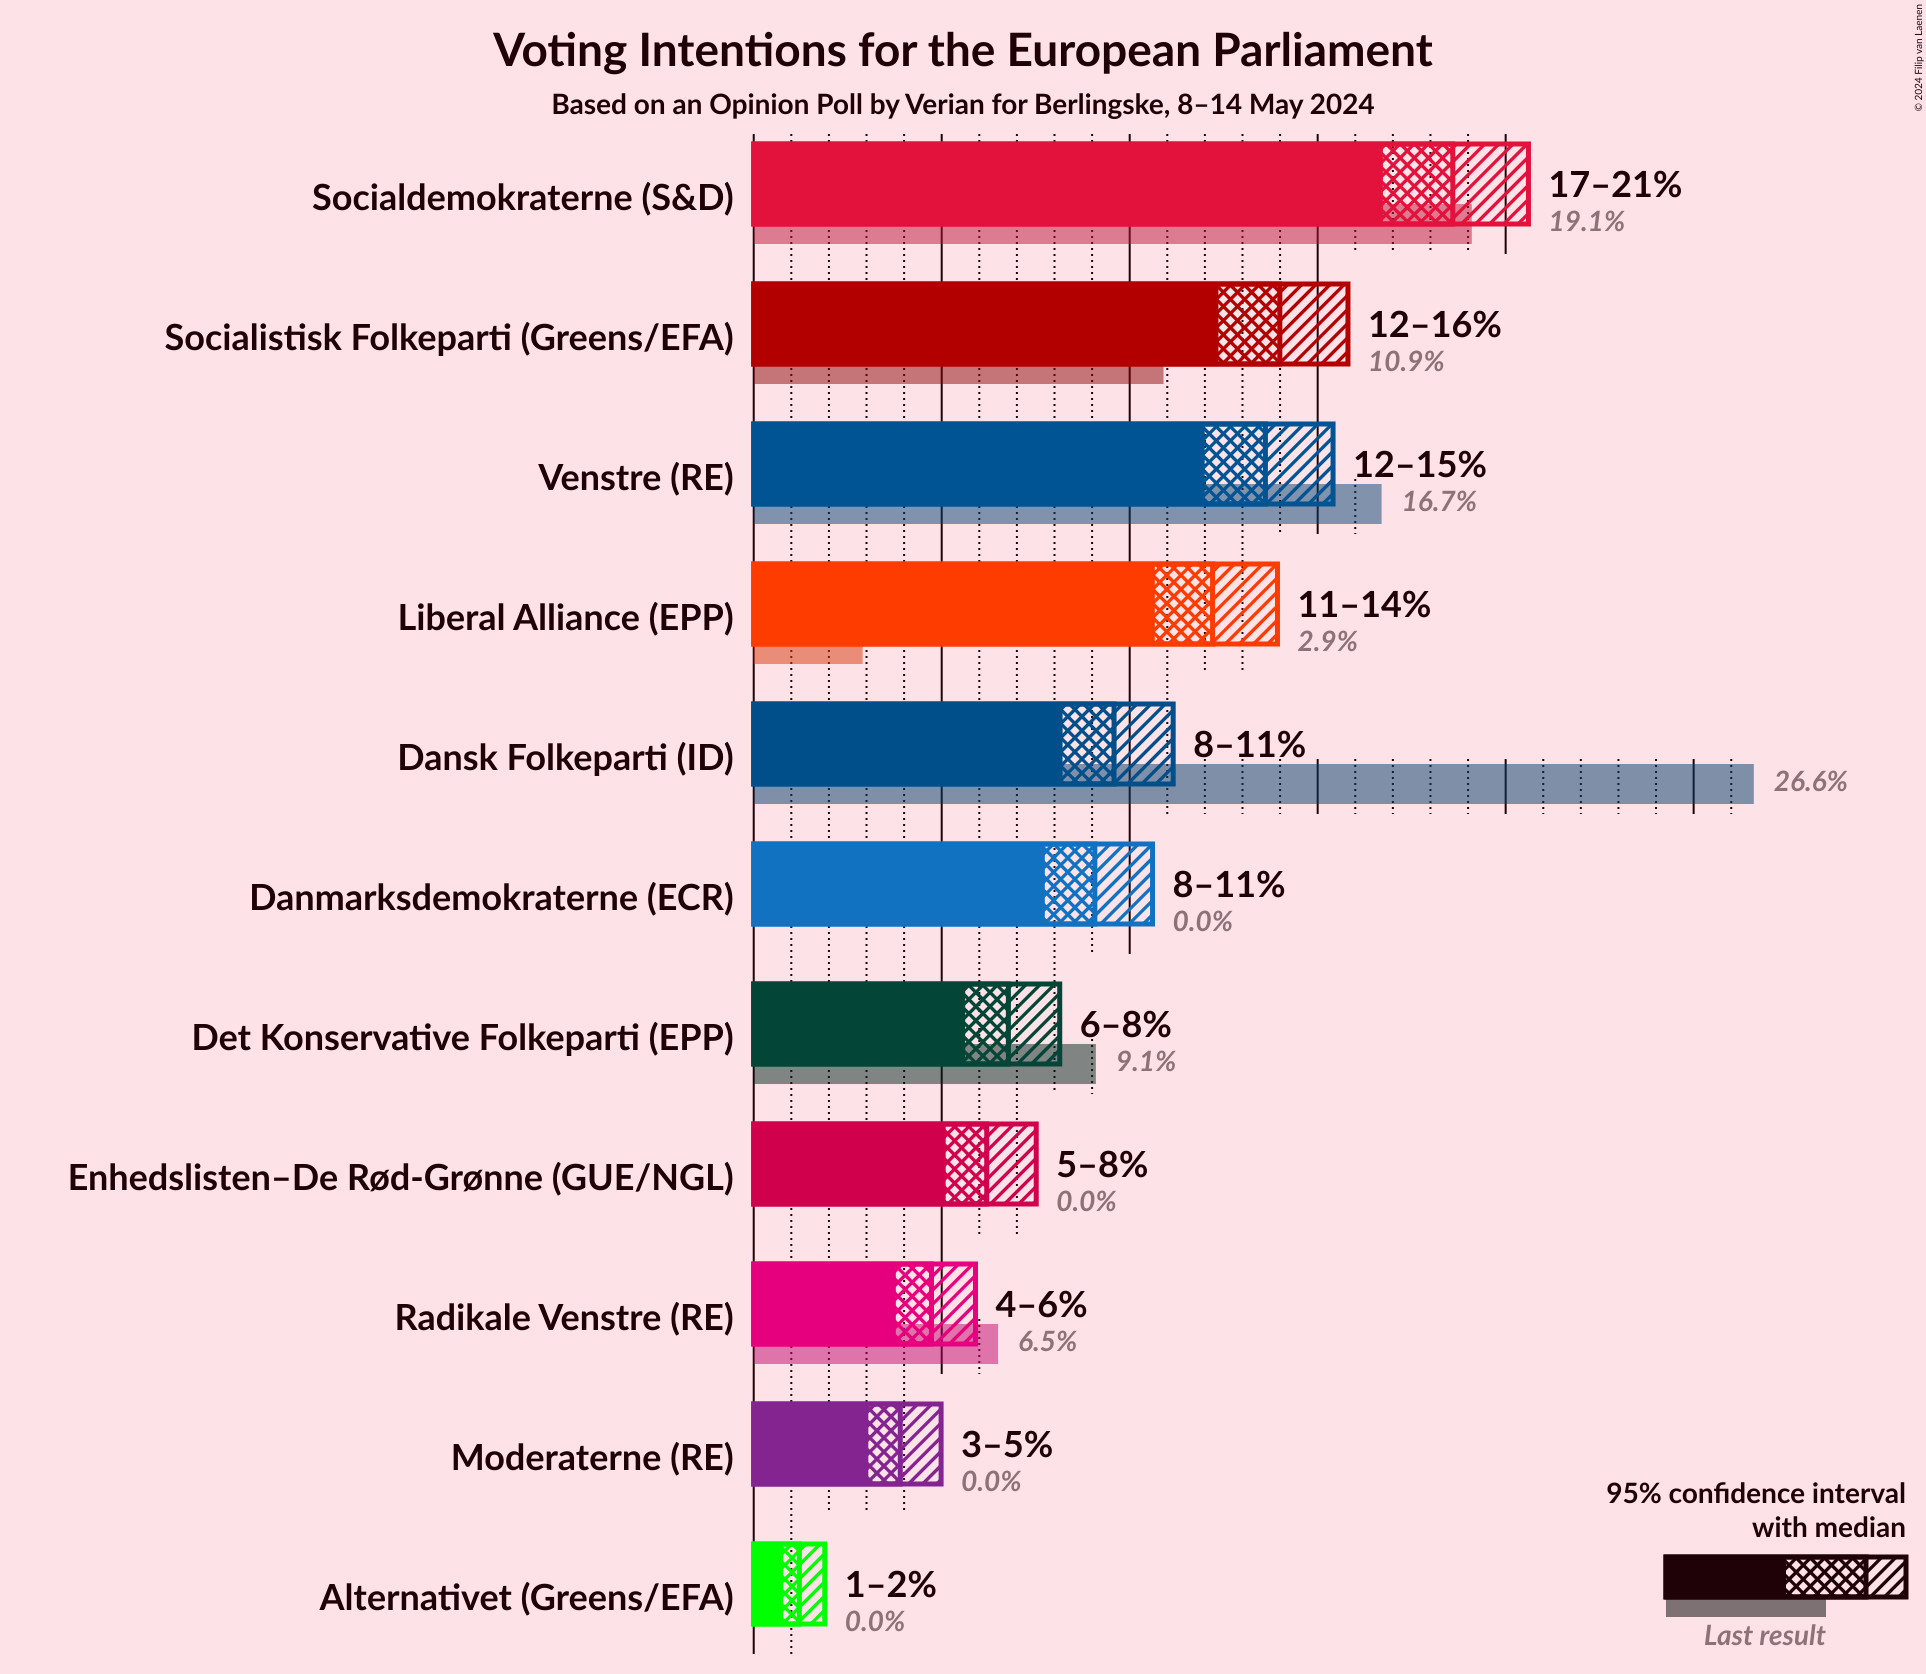 © 2024 Filip van Laenen
Voting Intentions for the European Parliament
Based on an Opinion Poll by Verian for Berlingske, 8–14 May 2024
Socialdemokraterne (S&D)
17–21%
19.1%
Socialistisk Folkeparti (Greens/EFA)
12–16%
10.9%
Venstre (RE)
12–15%
16.7%
Liberal Alliance (EPP)
11–14%
2.9%
Dansk Folkeparti (ID)
8–11%
26.6%
Danmarksdemokraterne (ECR)
8–11%
0.0%
Det Konservative Folkeparti (EPP)
6–8%
9.1%
Enhedslisten–De Rød-Grønne (GUE/NGL)
5–8%
0.0%
Radikale Venstre (RE)
4–6%
6.5%
Moderaterne (RE)
3–5%
0.0%
Alternativet (Greens/EFA)
1–2%
0.0%
95% confidence interval
with median
Last result